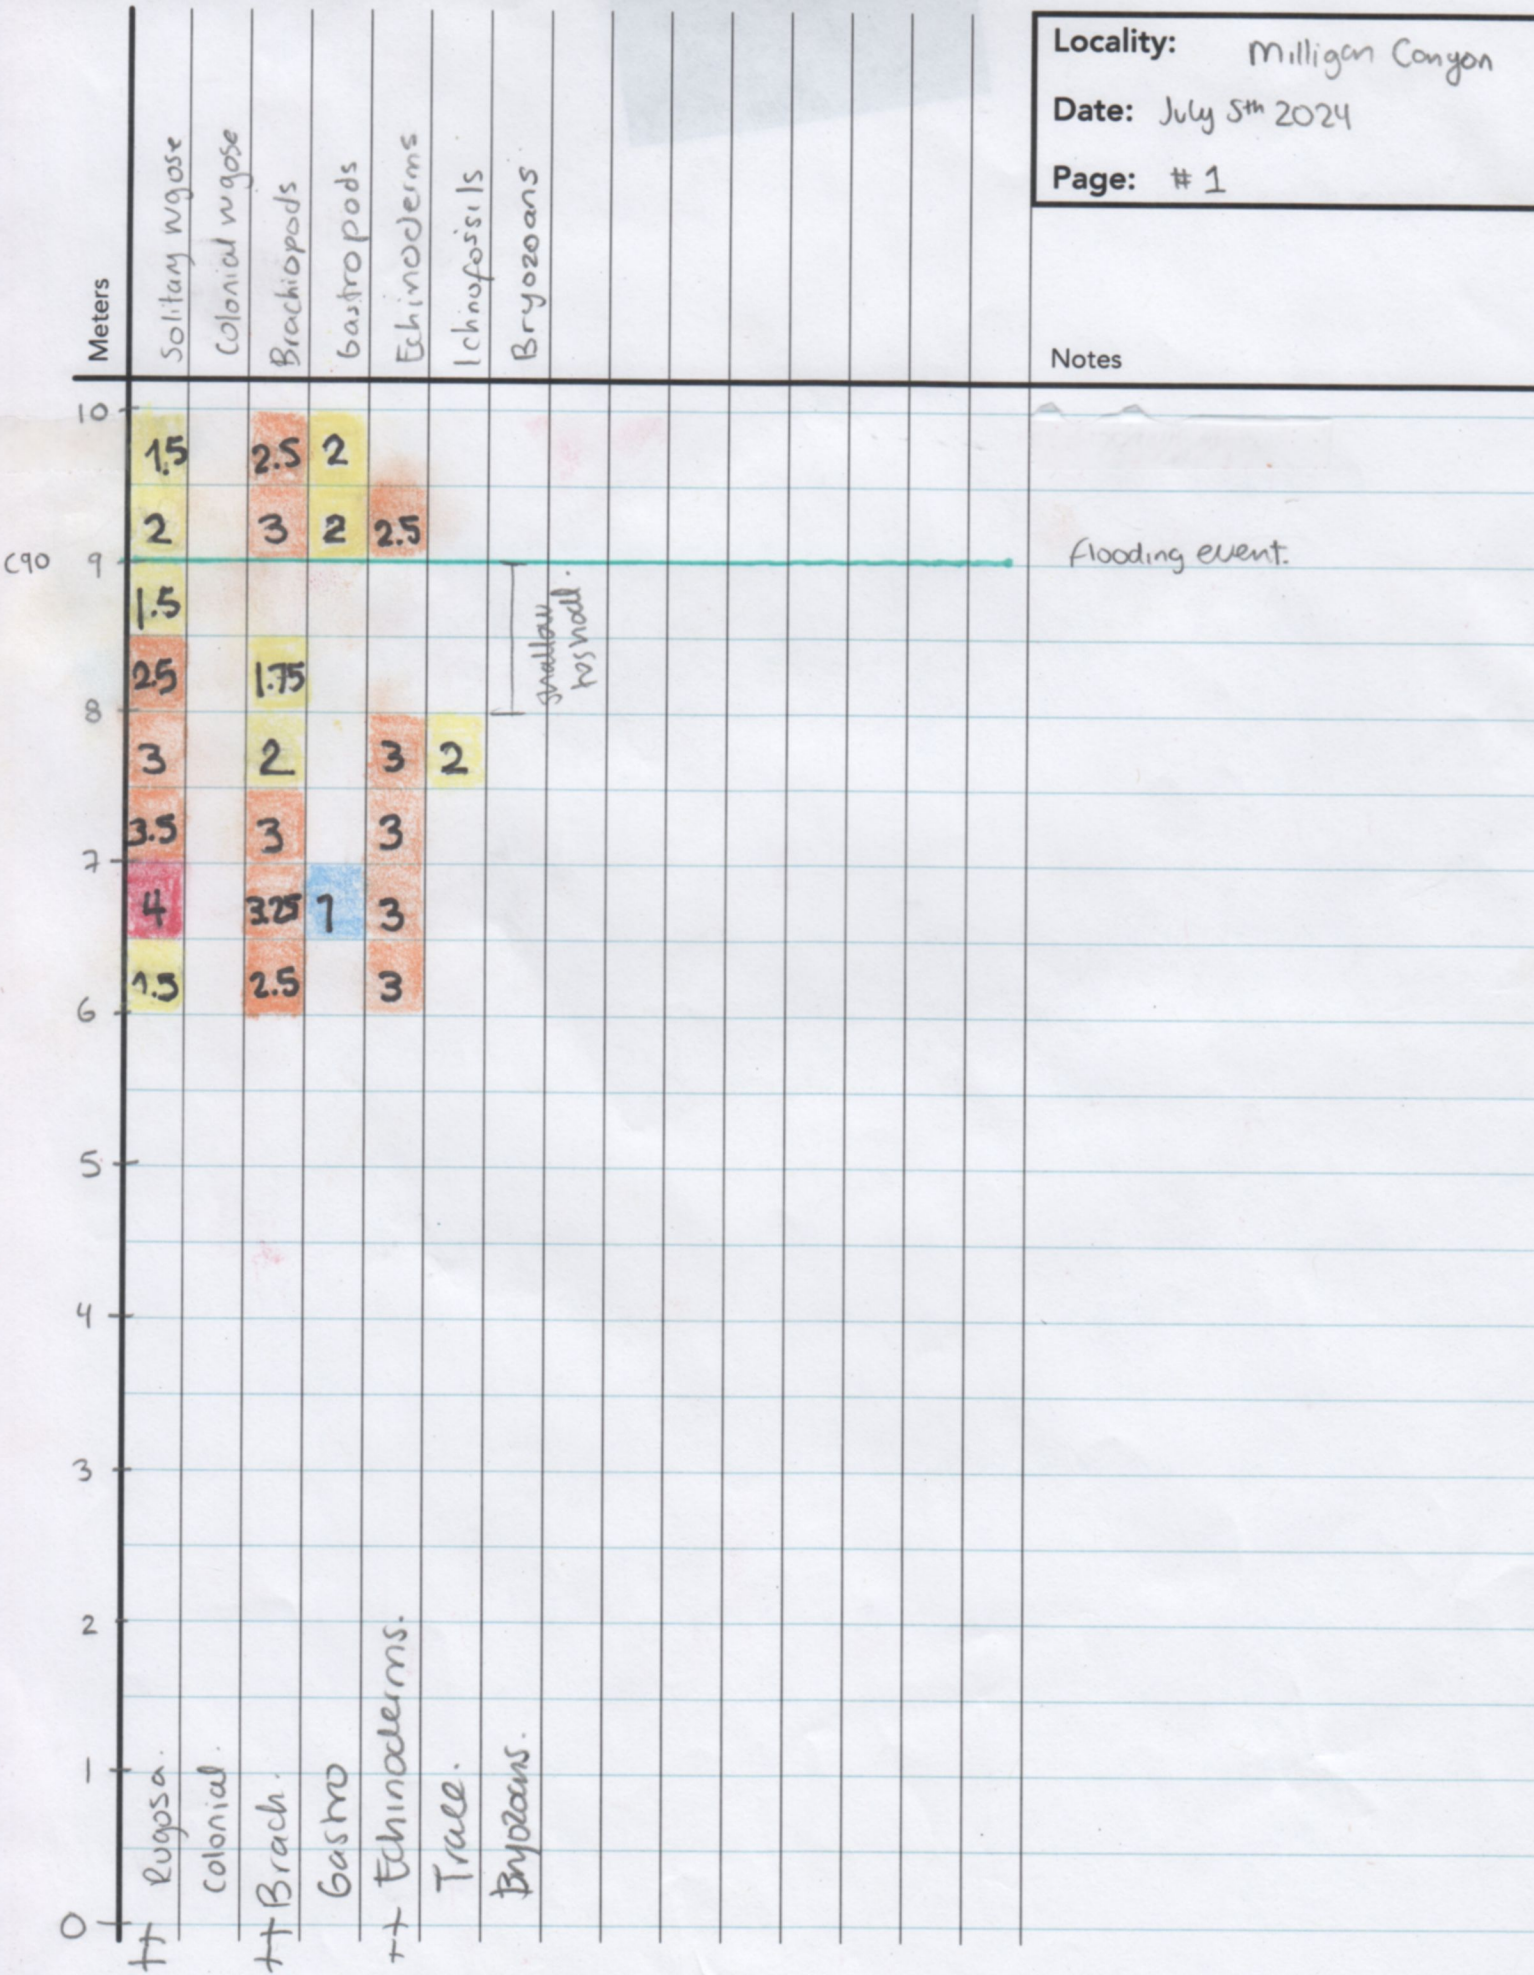 Locality: Milligan Canyon
Date: July 5th 2024
Page: # 1
Meters
Solitary rugose
Colonial rugose
Brachiopods
Gastropods
Echinoderms
Ichnofossils
Bryozoans
Notes
10
1.5 2.5 2
2 3 2 2.5
C90 9 flooding event.
1.5
shallow
2.5 1.75
8
3 2 3 2
3.5 3 3
7
4 3.25 1 3
1.5 2.5 3
6
5
4
3
2
1
0
++ Rugosa.
Colonial.
++ Brach.
Gastro
++ Echinoderms.
Trace.
Bryozoans.